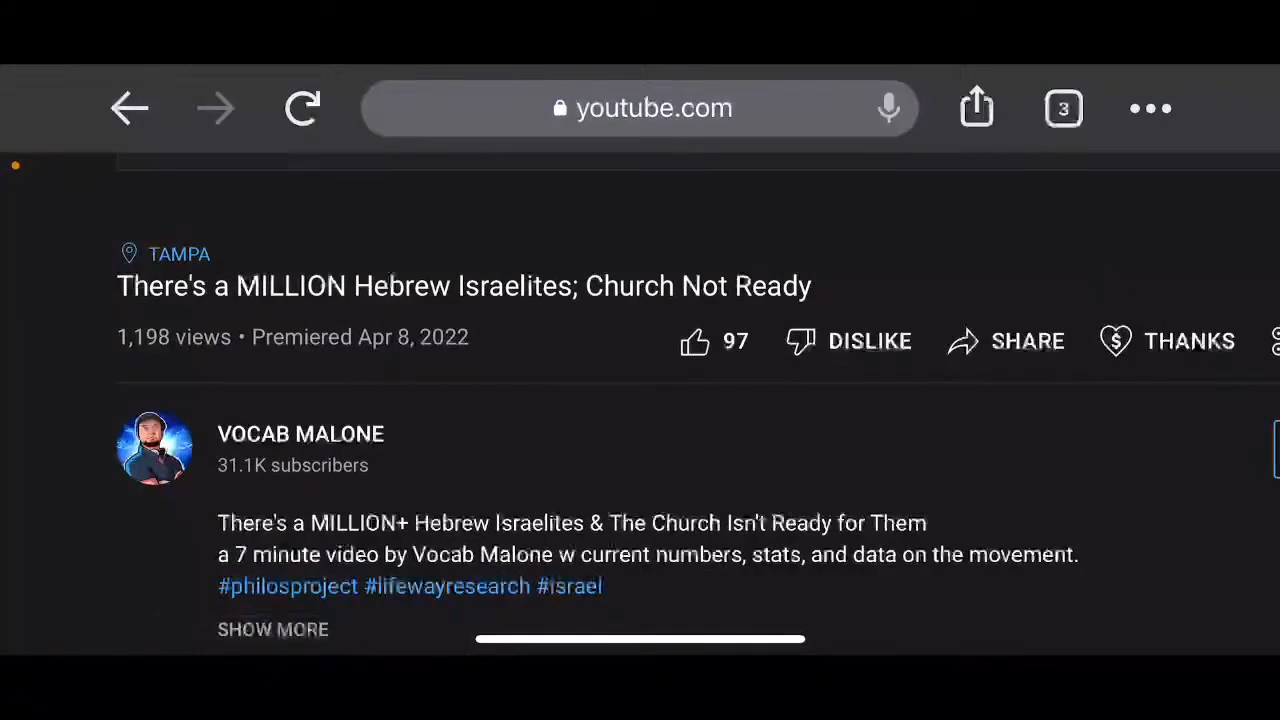 youtube.com
3
TAMPA
There's a MILLION Hebrew Israelites; Church Not Ready
1,198 views • Premiered Apr 8, 2022
97 DISLIKE SHARE $ THANKS
VOCAB MALONE
31.1K subscribers
There's a MILLION+ Hebrew Israelites & The Church Isn't Ready for Them
a 7 minute video by Vocab Malone w current numbers, stats, and data on the movement.
#philosproject #lifewayresearch #Israel
SHOW MORE